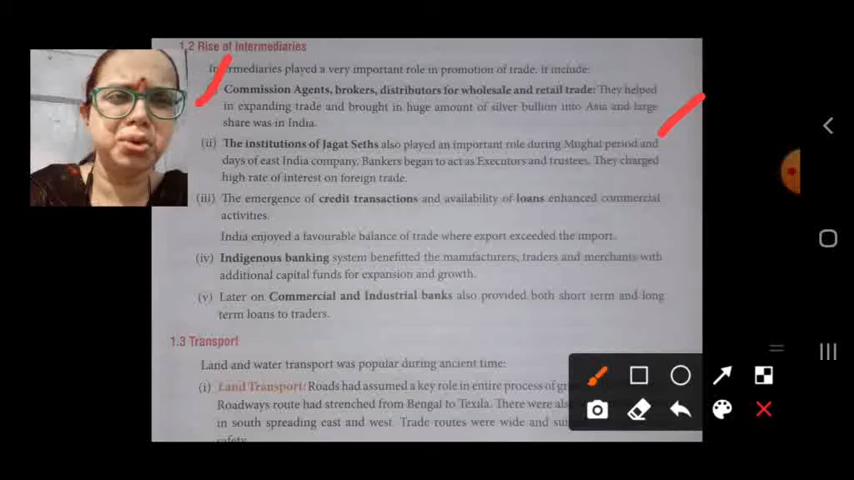 1.2 Rise of Intermediaries
Intermediaries played a very important role in promotion of trade. It include:
Commission Agents, brokers, distributors for wholesale and retail trade: They helped
in expanding trade and brought in huge amount of silver bullion into Asia and large
share was in India.
(ii) The institutions of Jagat Seths also played an important role during Mughal period and
days of east India company. Bankers began to act as Executors and trustees. They charged
high rate of interest on foreign trade.
(iii) The emergence of credit transactions and availability of loans enhanced commercial
activities.
India enjoyed a favourable balance of trade where export exceeded the import.
(iv) Indigenous banking system benefitted the manufacturers, traders and merchants with
additional capital funds for expansion and growth.
(v) Later on Commercial and Industrial banks also provided both short term and long
term loans to traders.
1.3 Transport
Land and water transport was popular during ancient time:
(i) Land Transport: Roads had assumed a key role in entire process of
Roadways route had strenched from Bengal to Texila. There were
in south spreading east and west. Trade routes were wide and
safety.